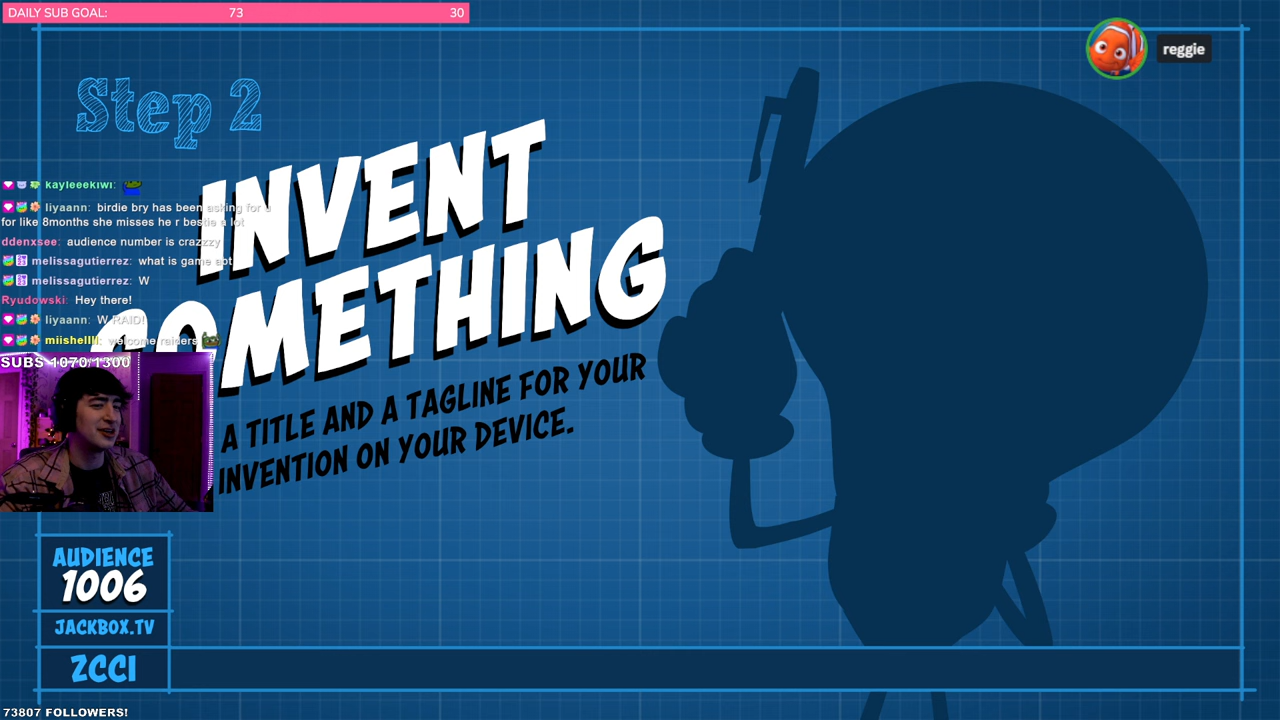 DAILY SUB GOAL: 73 30
reggie
Step 2
INVENT
SOMETHING
A TITLE AND A TAGLINE FOR YOUR
INVENTION ON YOUR DEVICE.
kayleeekiwi:
liyaann: birdie bry has been asking for u
for like 8months she misses he r bestie a lot
ddenxsee: audience number is crazzzy
melissagutierrez: what is game abt
melissagutierrez: W
Ryudowski: Hey there!
liyaann: W RAID!
miishellll: welcome raiders
SUBS 1070/1300
AUDIENCE
1006
JACKBOX.TV
ZCCI
73807 FOLLOWERS!